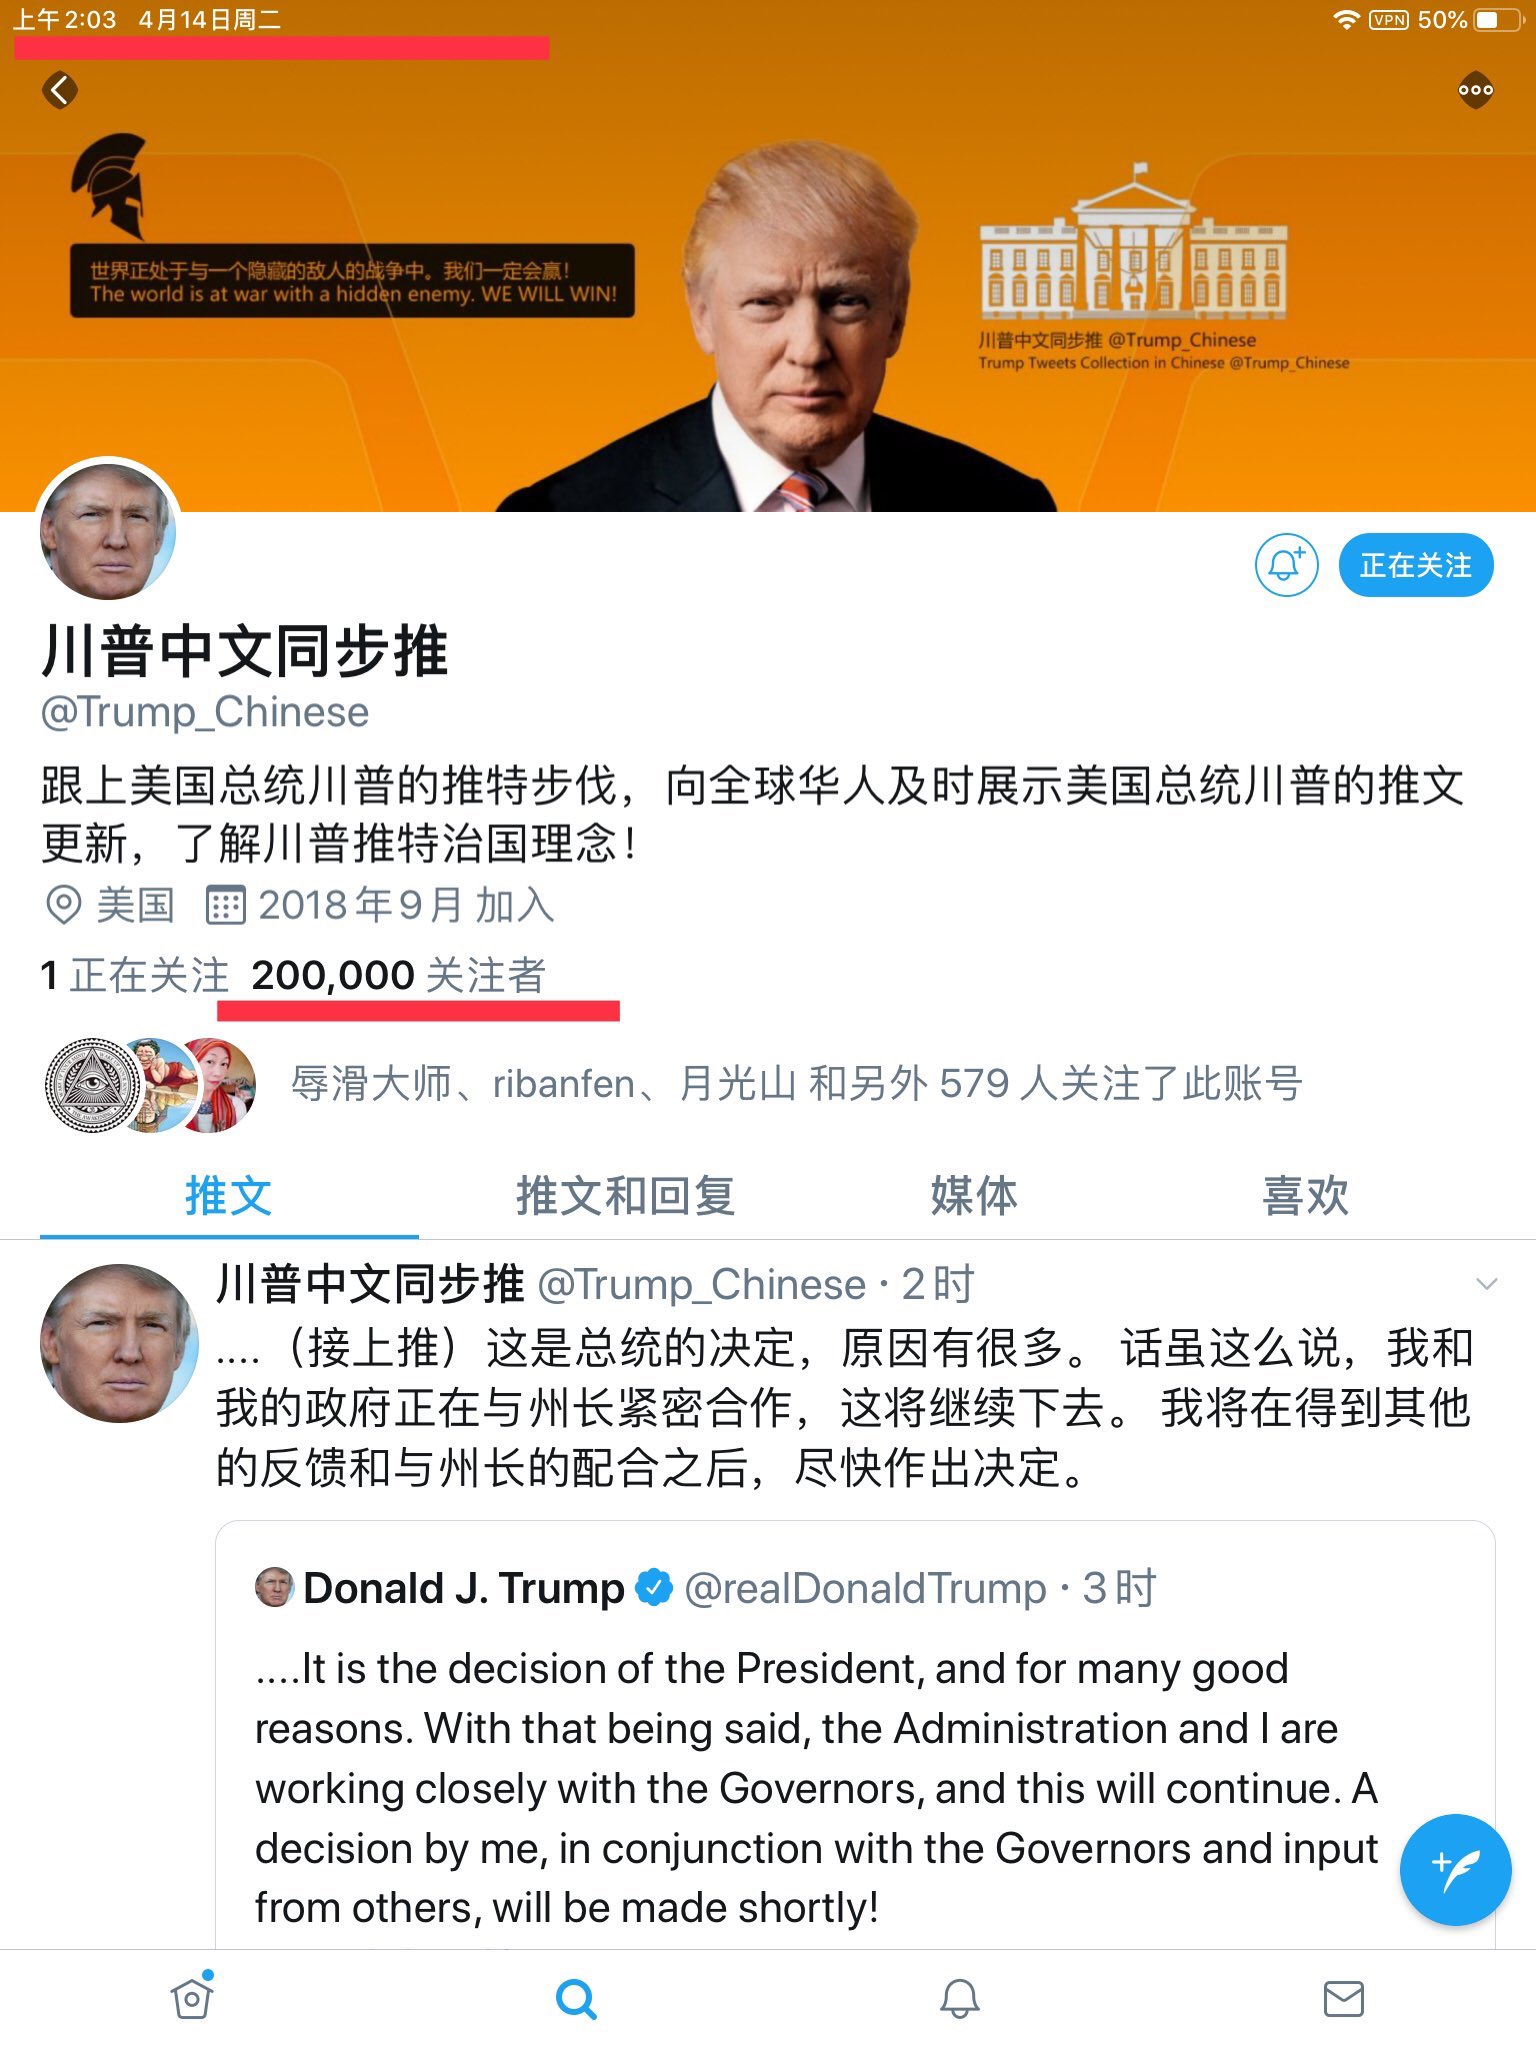 上午2:03 4月14日周二
VPN 50%
世界正处于与一个隐藏的敌人的战争中。我们一定会赢！
The world is at war with a hidden enemy. WE WILL WIN!
川普中文同步推 @Trump_Chinese
Trump Tweets Collection in Chinese @Trump_Chinese
正在关注
川普中文同步推
@Trump_Chinese
跟上美国总统川普的推特步伐，向全球华人及时展示美国总统川普的推文
更新，了解川普推特治国理念！
美国 2018年9月 加入
1 正在关注 200,000 关注者
辱滑大师、ribanfen、月光山 和另外 579 人关注了此账号
推文 推文和回复 媒体 喜欢
川普中文同步推 @Trump_Chinese · 2时
....（接上推）这是总统的决定，原因有很多。 话虽这么说，我和
我的政府正在与州长紧密合作，这将继续下去。 我将在得到其他
的反馈和与州长的配合之后，尽快作出决定。
Donald J. Trump @realDonaldTrump · 3时
....It is the decision of the President, and for many good
reasons. With that being said, the Administration and I are
working closely with the Governors, and this will continue. A
decision by me, in conjunction with the Governors and input
from others, will be made shortly!